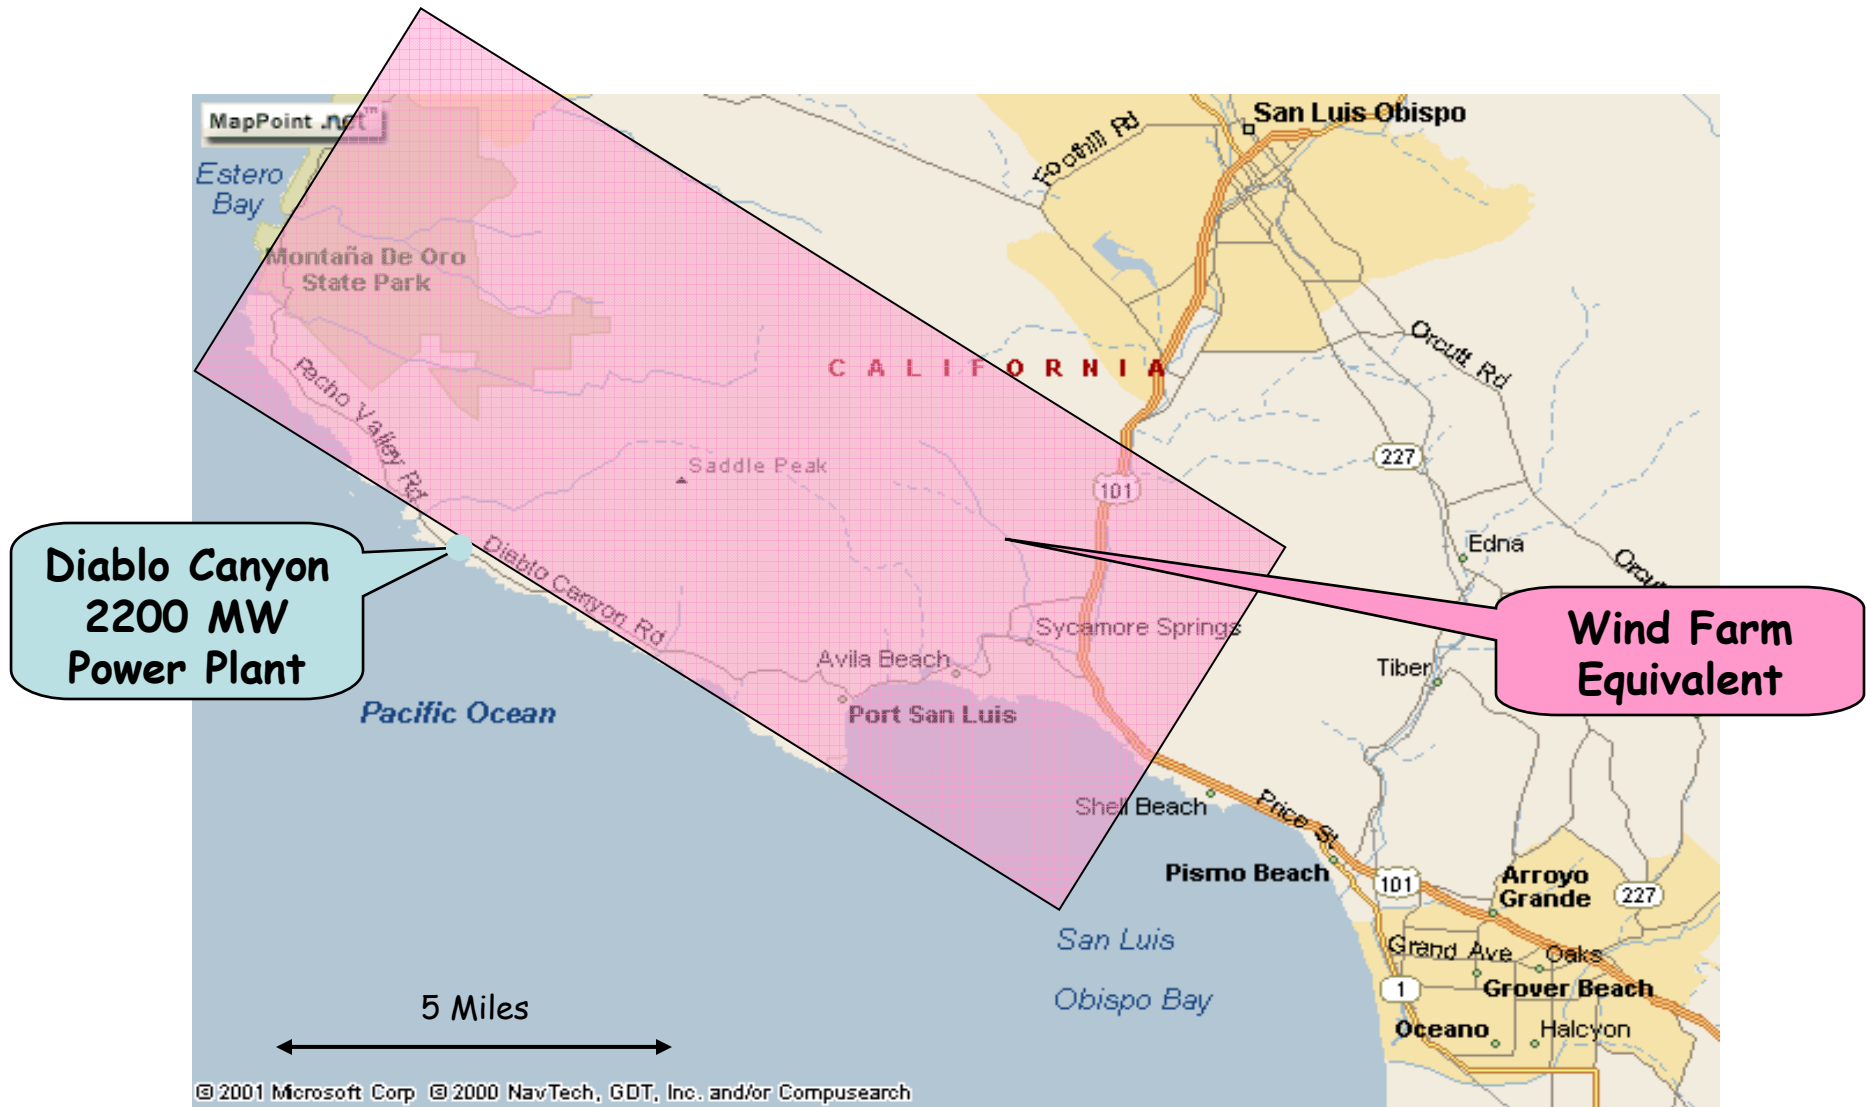 MapPoint .net™
San Luis Obispo
Foothill Rd
Estero
Bay
Montaña De Oro
State Park
CALIFORNIA
Orcutt Rd
Pecho Valley Rd
Saddle Peak
227
101
Diablo Canyon
2200 MW
Power Plant
Diablo Canyon Rd
Edna
Wind Farm
Equivalent
Sycamore Springs
Avila Beach
Tiber
Pacific Ocean
Port San Luis
Shell Beach
Price St
Pismo Beach
101
Arroyo
Grande
227
San Luis
Obispo Bay
Grand Ave
Oaks
1
Grover Beach
5 Miles
Oceano
Halcyon
© 2001 Microsoft Corp © 2000 NavTech, GDT, Inc. and/or Compusearch